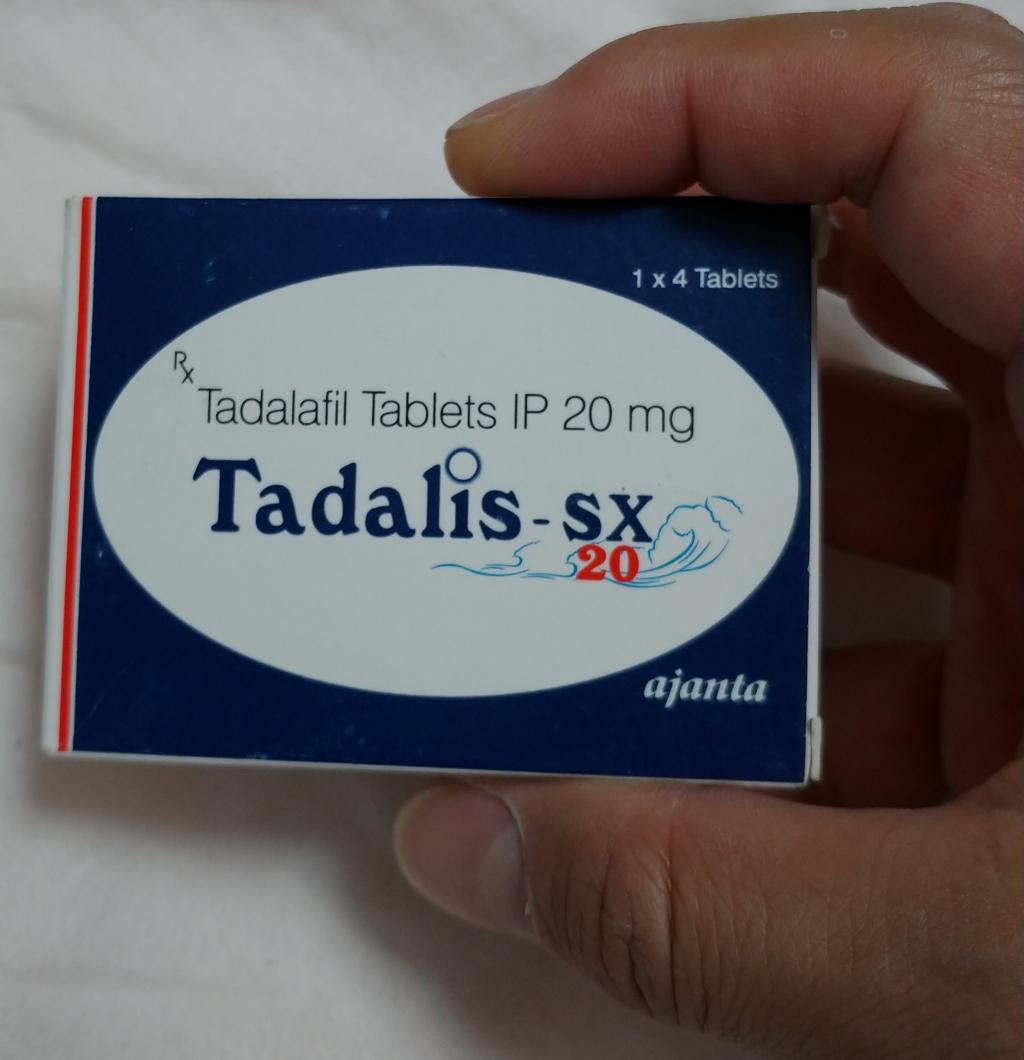 1 x 4 Tablets
Rx
Tadalafil Tablets IP 20 mg
Tadalis-sx
20
ajanta